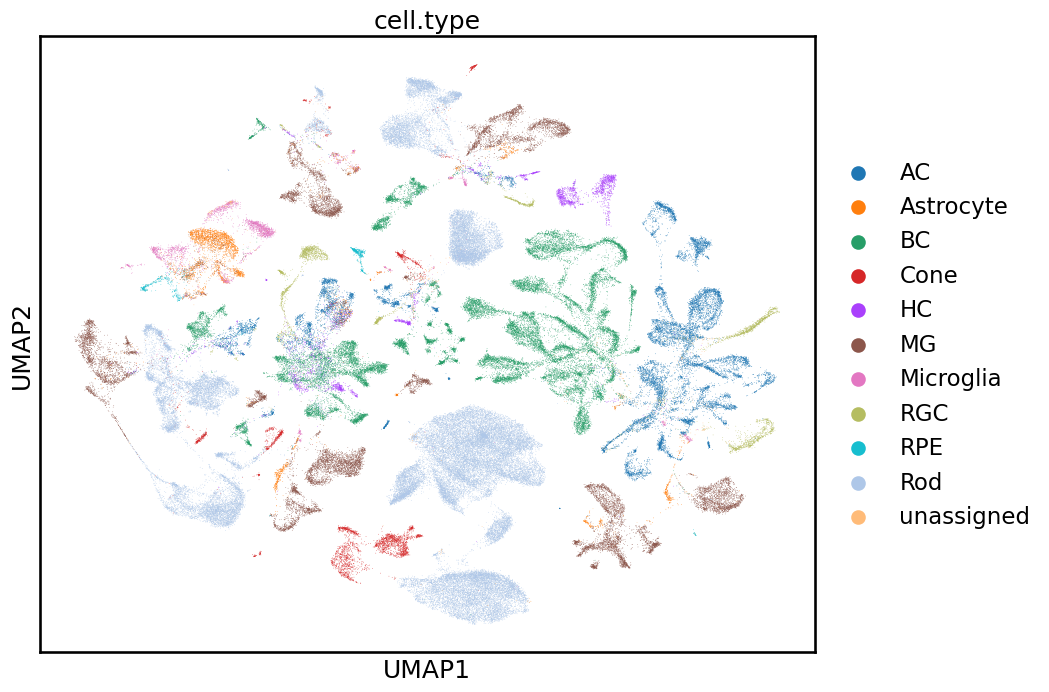 cell.type
UMAP2
UMAP1
AC
Astrocyte
BC
Cone
HC
MG
Microglia
RGC
RPE
Rod
unassigned